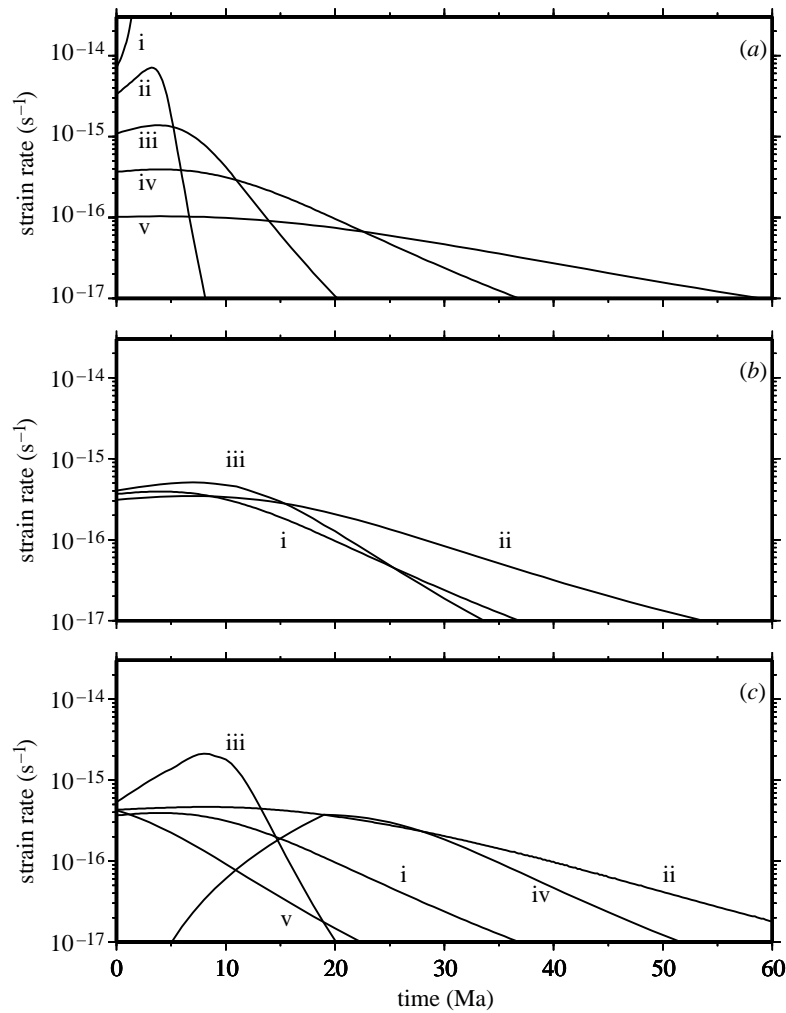 10⁻¹⁴
i
(a)
ii
10⁻¹⁵
iii
iv
10⁻¹⁶
v
10⁻¹⁷
strain rate (s⁻¹)
10⁻¹⁴
(b)
10⁻¹⁵
iii
10⁻¹⁶
i
ii
10⁻¹⁷
strain rate (s⁻¹)
10⁻¹⁴
(c)
iii
10⁻¹⁵
10⁻¹⁶
i
ii
iv
v
10⁻¹⁷
strain rate (s⁻¹)
0 10 20 30 40 50 60
time (Ma)